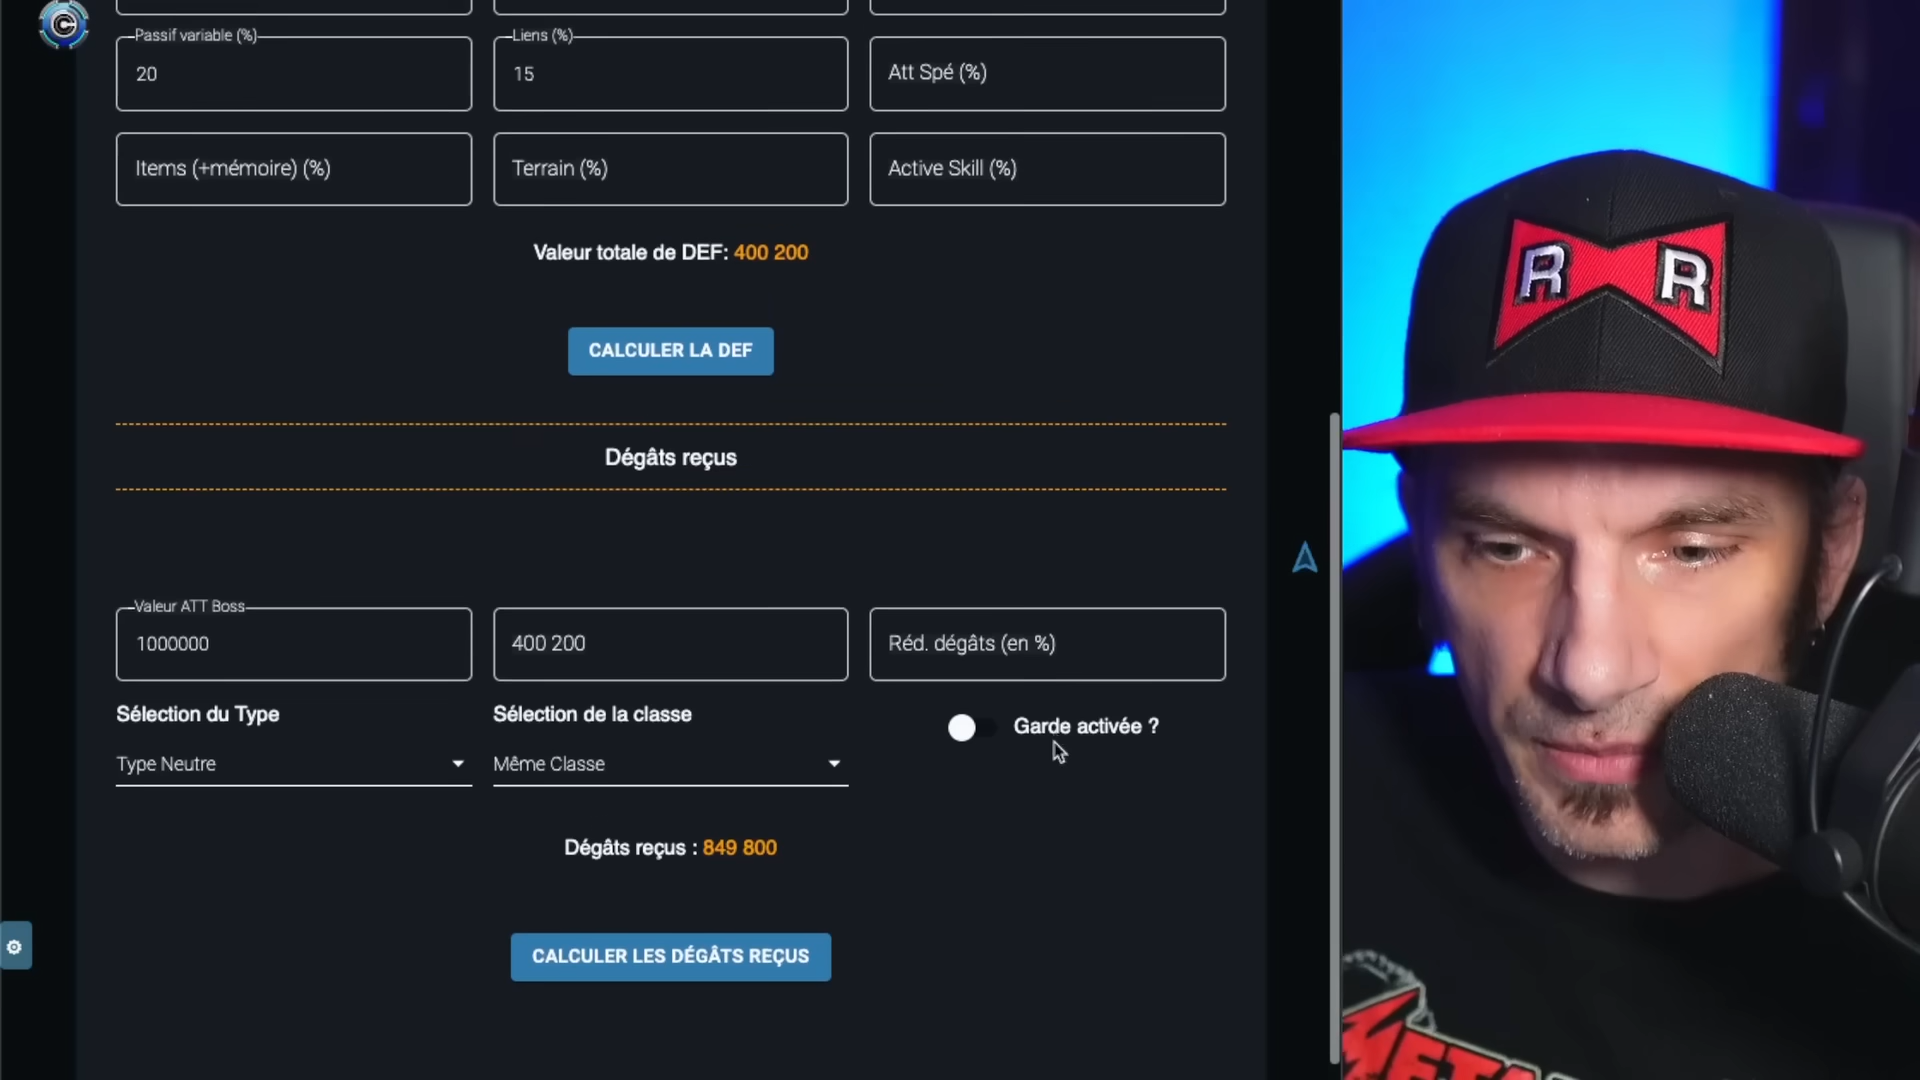 Passif variable (%)
Liens (%)
20
15
Att Spé (%)
Items (+mémoire) (%)
Terrain (%)
Active Skill (%)
Valeur totale de DEF: 400 200
CALCULER LA DEF
Dégâts reçus
Valeur ATT Boss
1000000
400 200
Réd. dégâts (en %)
Sélection du Type
Sélection de la classe
Garde activée ?
Type Neutre
Même Classe
Dégâts reçus : 849 800
CALCULER LES DÉGÂTS REÇUS
R R